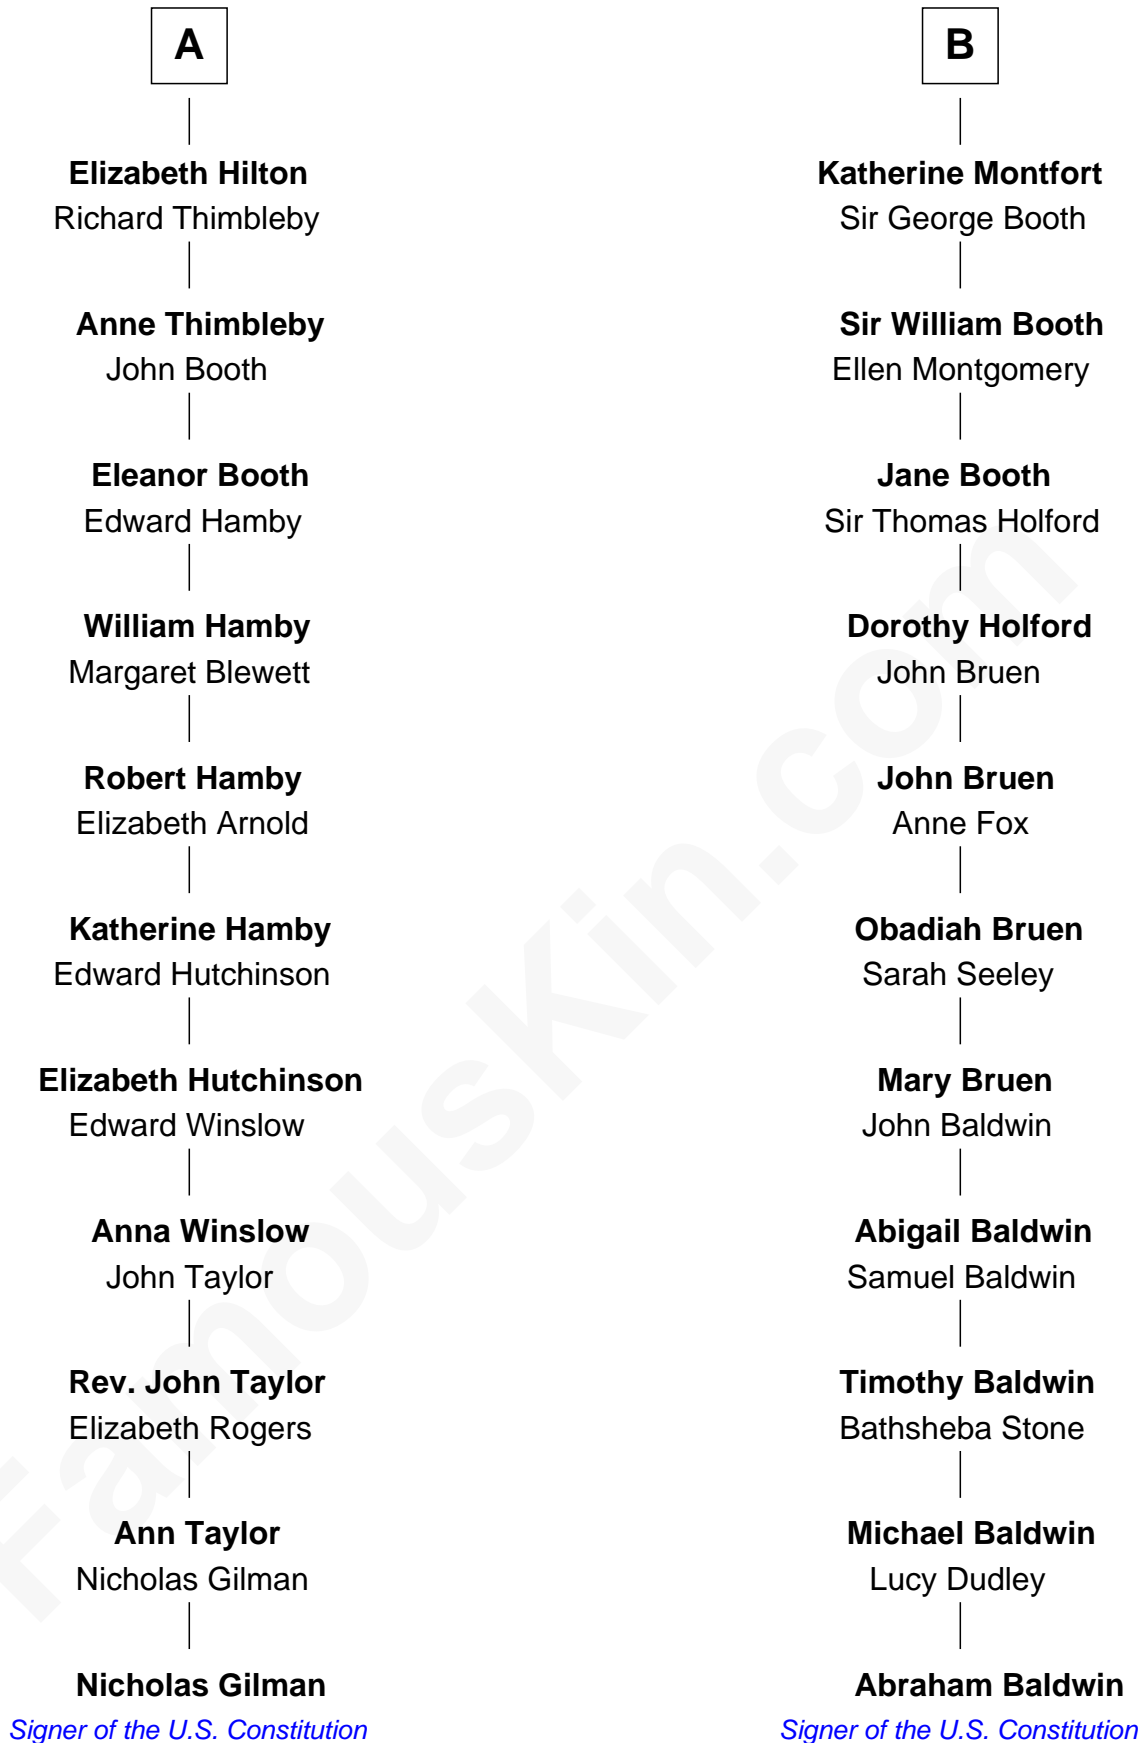 A
Elizabeth Hilton
Richard Thimbleby
Anne Thimbleby
John Booth
Eleanor Booth
Edward Hamby
William Hamby
Margaret Blewett
Robert Hamby
Elizabeth Arnold
Katherine Hamby
Edward Hutchinson
Elizabeth Hutchinson
Edward Winslow
Anna Winslow
John Taylor
Rev. John Taylor
Elizabeth Rogers
Ann Taylor
Nicholas Gilman
Nicholas Gilman
Signer of the U.S. Constitution
B
Katherine Montfort
Sir George Booth
Sir William Booth
Ellen Montgomery
Jane Booth
Sir Thomas Holford
Dorothy Holford
John Bruen
John Bruen
Anne Fox
Obadiah Bruen
Sarah Seeley
Mary Bruen
John Baldwin
Abigail Baldwin
Samuel Baldwin
Timothy Baldwin
Bathsheba Stone
Michael Baldwin
Lucy Dudley
Abraham Baldwin
Signer of the U.S. Constitution
FamousKin.com